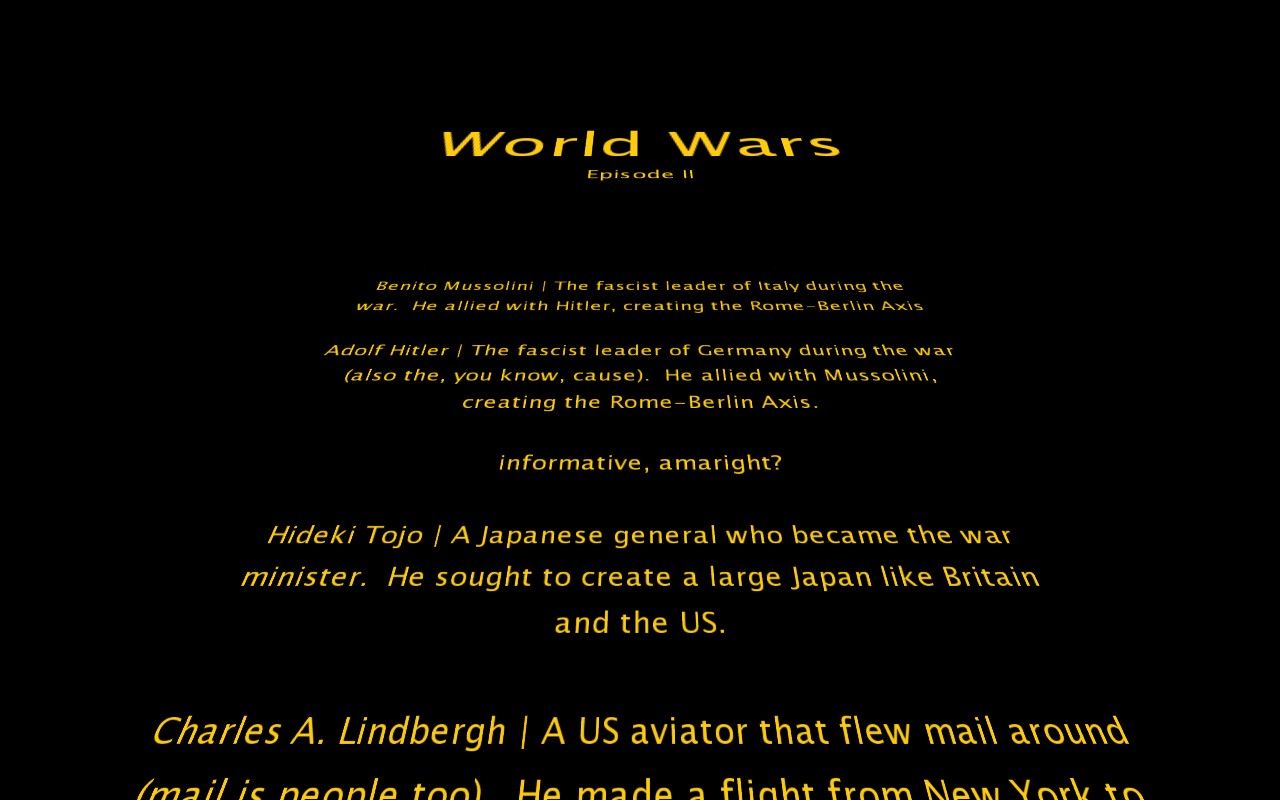 World Wars
Episode II
Benito Mussolini | The fascist leader of Italy during the
war.  He allied with Hitler, creating the Rome-Berlin Axis
Adolf Hitler | The fascist leader of Germany during the war
(also the, you know, cause).  He allied with Mussolini,
creating the Rome-Berlin Axis.
informative, amaright?
Hideki Tojo | A Japanese general who became the war
minister.  He sought to create a large Japan like Britain
and the US.
Charles A. Lindbergh | A US aviator that flew mail around
(mail is people too).  He made a flight from New York to